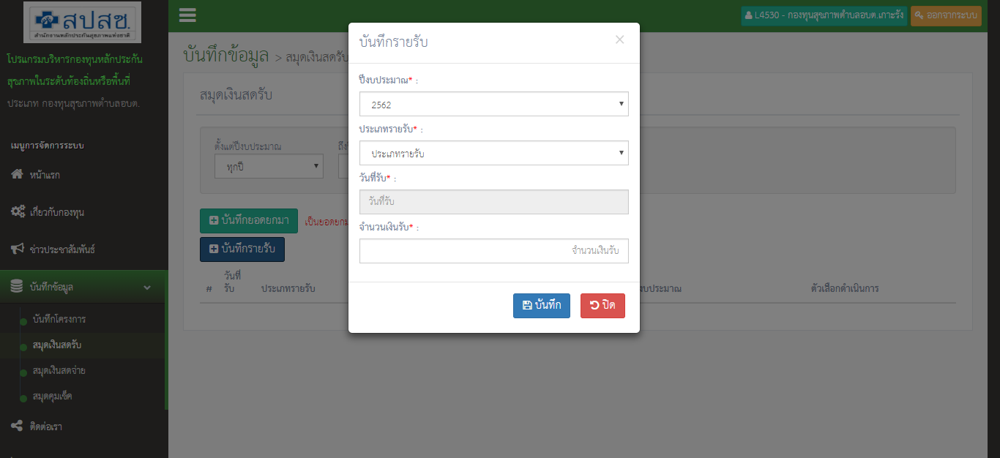 สปสช.
สำนักงานหลักประกันสุขภาพแห่งชาติ
โปรแกรมบริหารกองทุนหลักประกัน
สุขภาพในระดับท้องถิ่นหรือพื้นที่
ประเภท กองทุนสุขภาพตำบลอบต.
เมนูการจัดการระบบ
หน้าแรก
เกี่ยวกับกองทุน
ข่าวประชาสัมพันธ์
บันทึกข้อมูล
บันทึกโครงการ
สมุดเงินสดรับ
สมุดเงินสดจ่าย
สมุดคุมเช็ค
ติดต่อเรา
L4530 - กองทุนสุขภาพตำบลอบต.เกาะรัง
ออกจากระบบ
บันทึกข้อมูล > สมุดเงินสดรับ
สมุดเงินสดรับ
ตั้งแต่ปีงบประมาณ
ทุกปี
บันทึกยอดยกมา
บันทึกรายรับ
# วันที่รับ ประเภทรายรับ งบประมาณ ตัวเลือกดำเนินการ
บันทึกรายรับ ×
ปีงบประมาณ* :
2562
ประเภทรายรับ* :
ประเภทรายรับ
วันที่รับ* :
วันที่รับ
จำนวนเงินรับ* :
จำนวนเงินรับ
บันทึก
ปิด